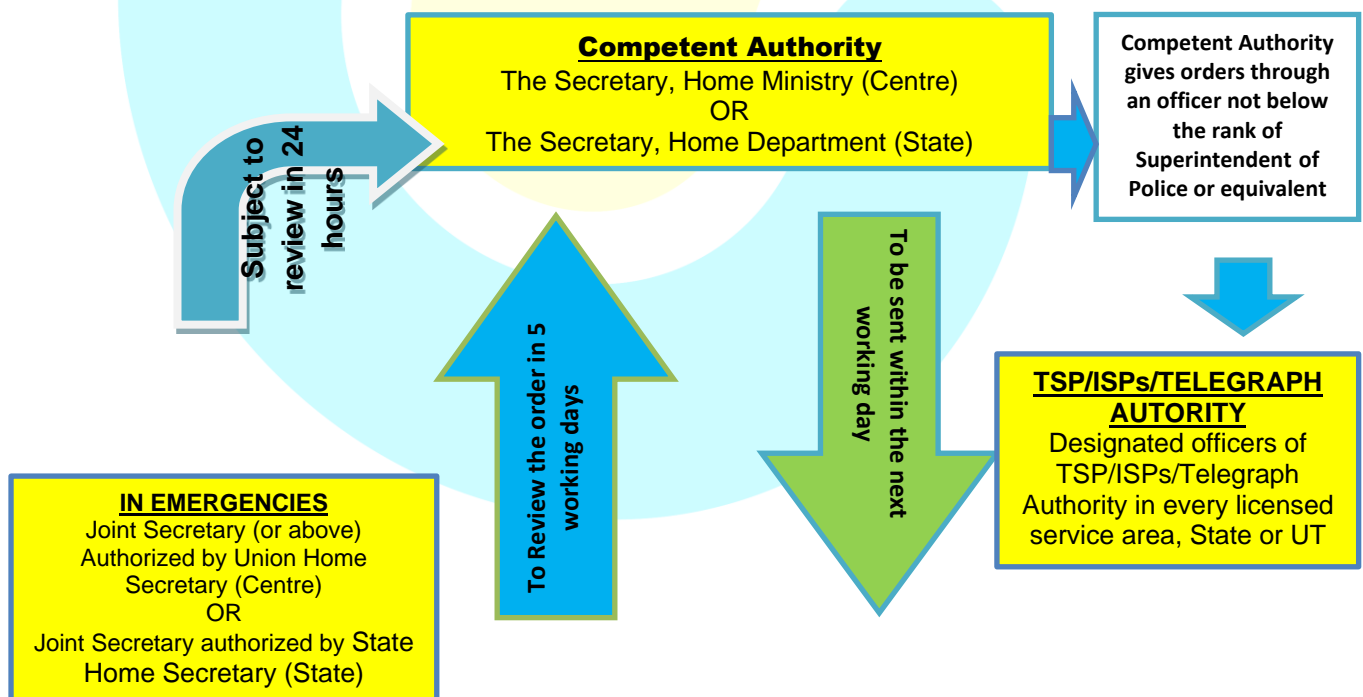 Competent Authority
The Secretary, Home Ministry (Centre)
OR
The Secretary, Home Department (State)
Competent Authority
gives orders through
an officer not below
the rank of
Superintendent of
Police or equivalent
Subject to
review in 24
hours
To Review the order in 5
working days
To be sent within the next
working day
TSP/ISPs/TELEGRAPH
AUTORITY
Designated officers of
TSP/ISPs/Telegraph
Authority in every licensed
service area, State or UT
IN EMERGENCIES
Joint Secretary (or above)
Authorized by Union Home
Secretary (Centre)
OR
Joint Secretary authorized by State
Home Secretary (State)